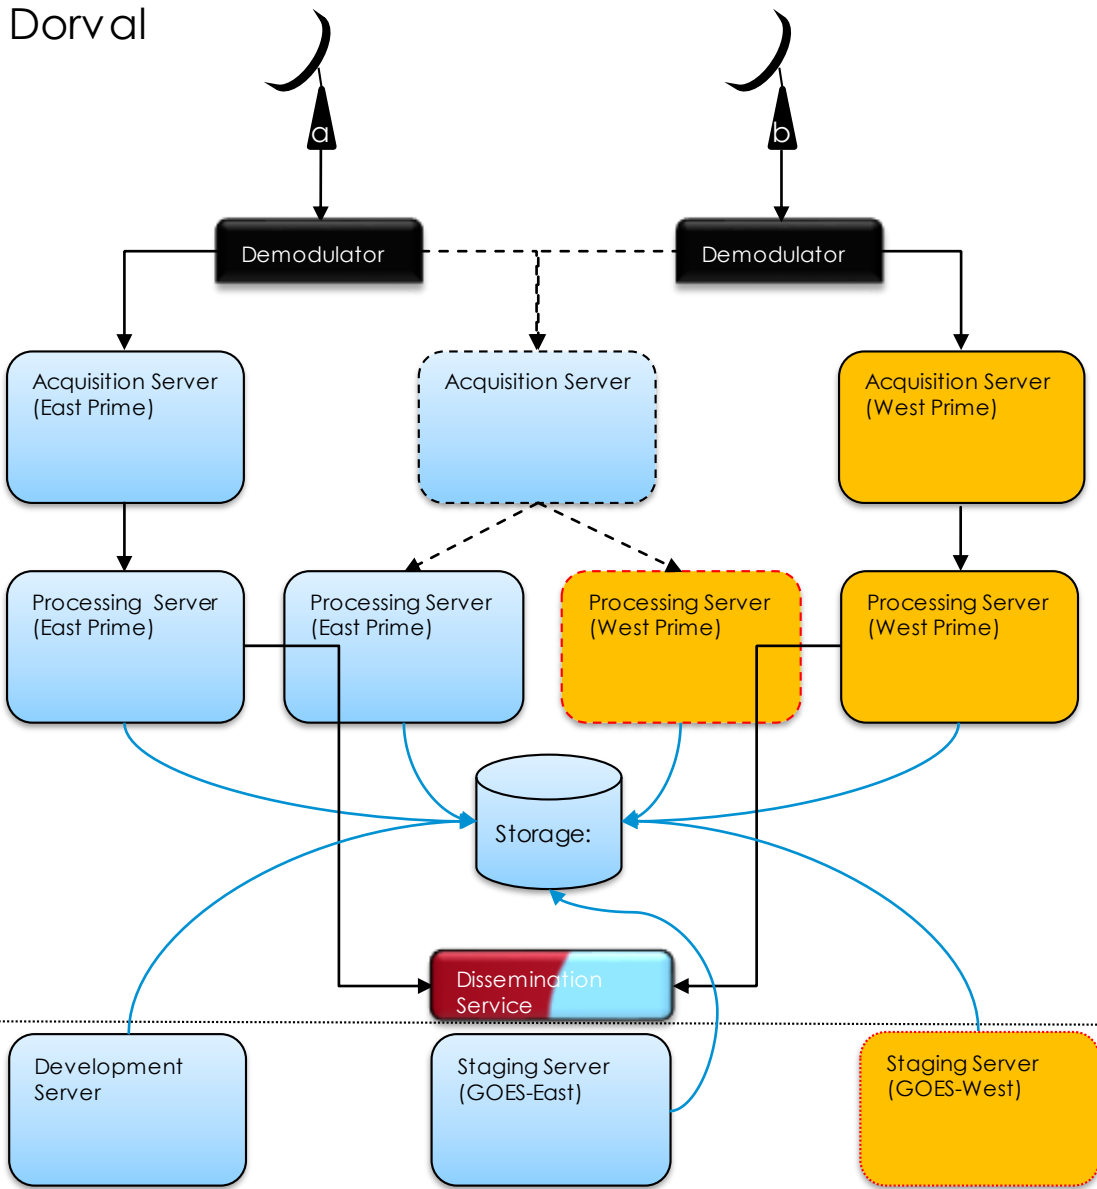 Dorval
a
b
Demodulator
Demodulator
Acquisition Server
(East Prime)
Acquisition Server
Acquisition Server
(West Prime)
Processing Server
(East Prime)
Processing Server
(East Prime)
Processing Server
(West Prime)
Processing Server
(West Prime)
Storage:
Dissemination
Service
Development
Server
Staging Server
(GOES-East)
Staging Server
(GOES-West)